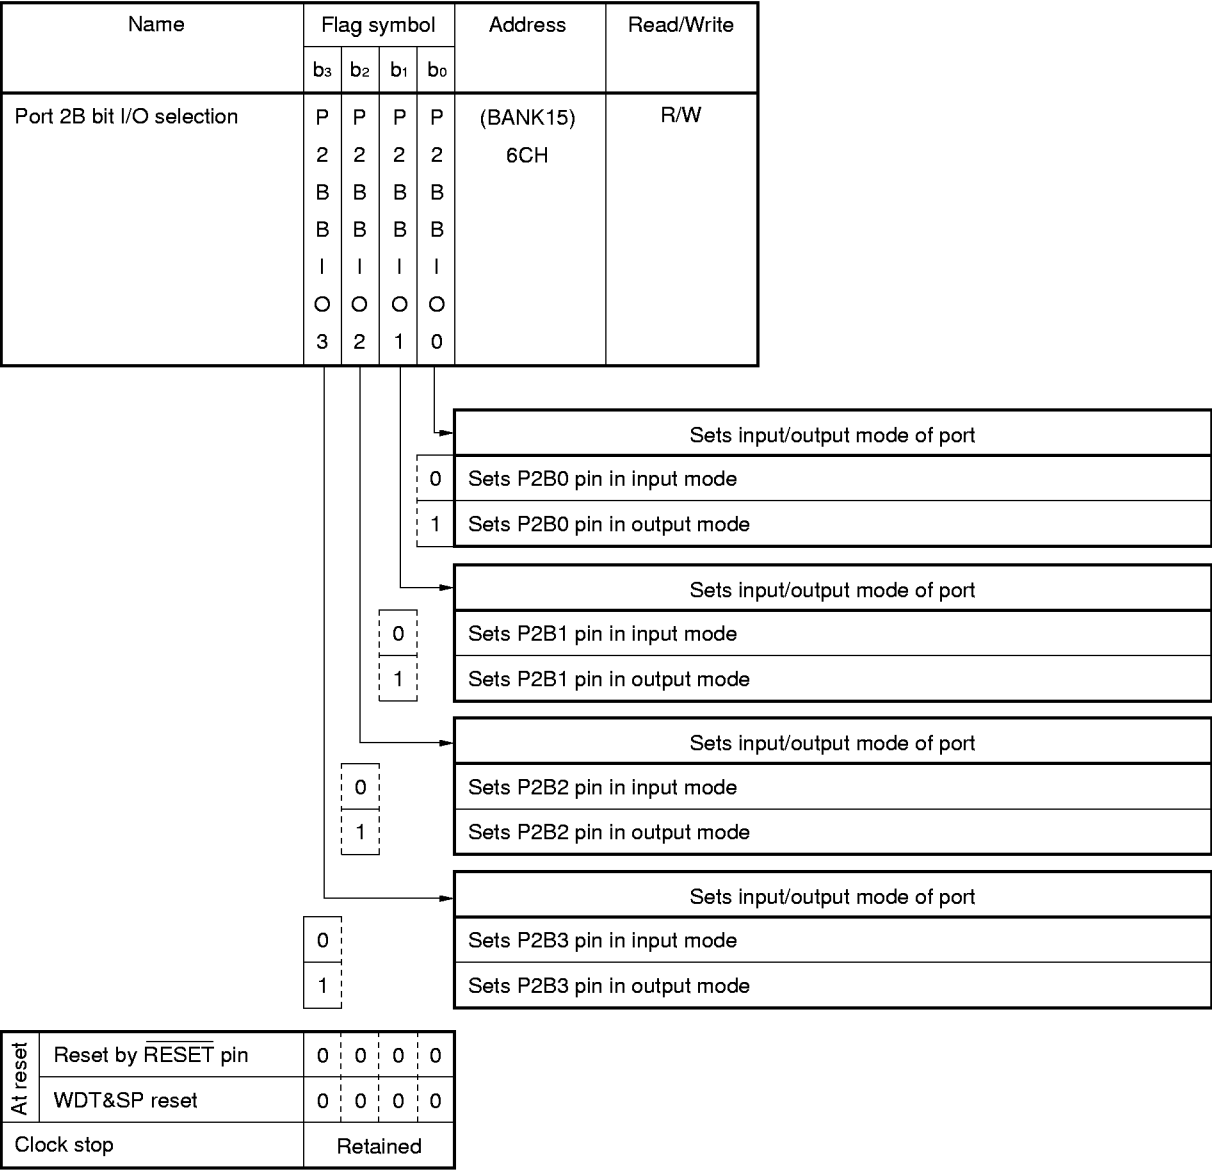 Name Flag symbol Address Read/Write
b3 b2 b1 b0
Port 2B bit I/O selection P P P P (BANK15) R/W
2 2 2 2 6CH
B B B B
B B B B
I I I I
O O O O
3 2 1 0
Sets input/output mode of port
0 Sets P2B0 pin in input mode
1 Sets P2B0 pin in output mode
Sets input/output mode of port
0 Sets P2B1 pin in input mode
1 Sets P2B1 pin in output mode
Sets input/output mode of port
0 Sets P2B2 pin in input mode
1 Sets P2B2 pin in output mode
Sets input/output mode of port
0 Sets P2B3 pin in input mode
1 Sets P2B3 pin in output mode
At reset
Reset by RESET pin 0 0 0 0
WDT&SP reset 0 0 0 0
Clock stop Retained